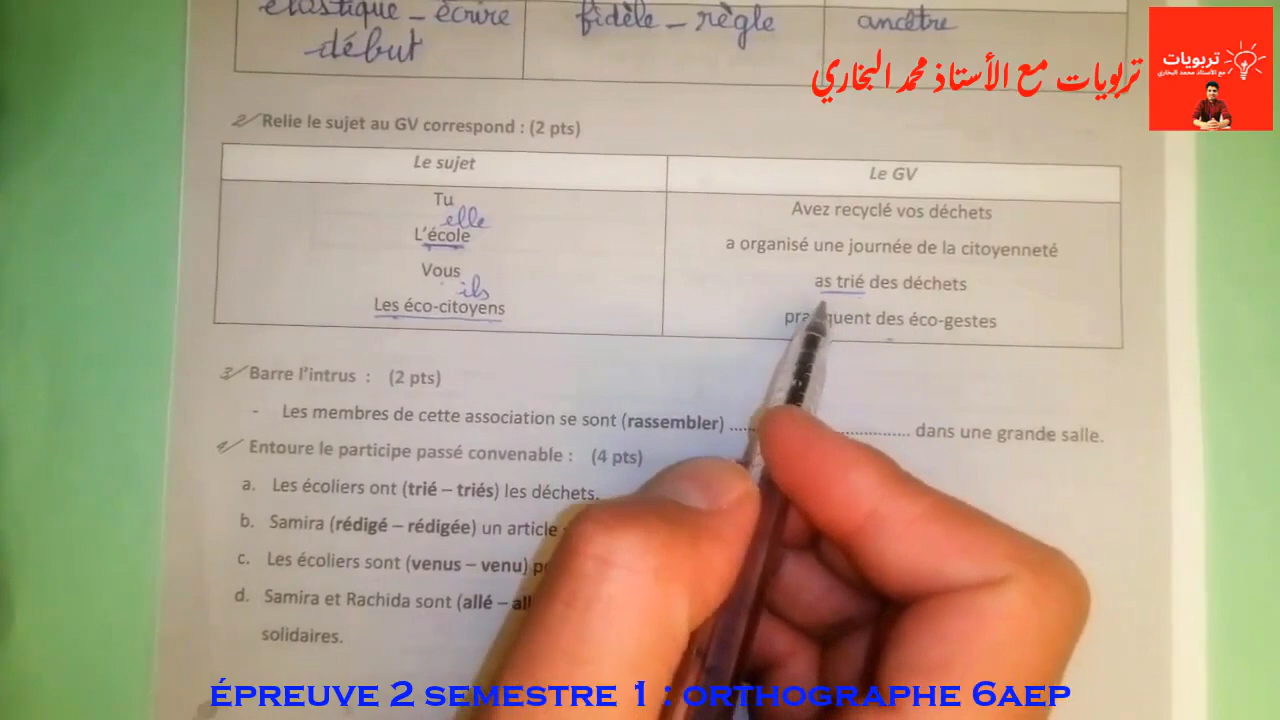 élastique – écrire
début
fidèle – règle
ancêtre
تربويات مع الأستاذ محمد البخاري
تربويات
مع الأستاذ محمد البخاري
2/ Relie le sujet au GV correspond : (2 pts)
Le sujet
Le GV
Tu
elle
L'école
Vous
ils
Les éco-citoyens
Avez recyclé vos déchets
a organisé une journée de la citoyenneté
as trié des déchets
des éco-gestes
3/ Barre l'intrus : (2 pts)
- Les membres de cette association se sont (rassembler) .................................. dans une grande salle.
4/ Entoure le participe passé convenable : (4 pts)
a. Les écoliers ont (trié – triés) les déchets.
b. Samira (rédigé – rédigée) un article
c. Les écoliers sont (venus – venu)
d. Samira et Rachida sont (allé –
solidaires.
épreuve 2 semestre 1 : orthographe 6aep